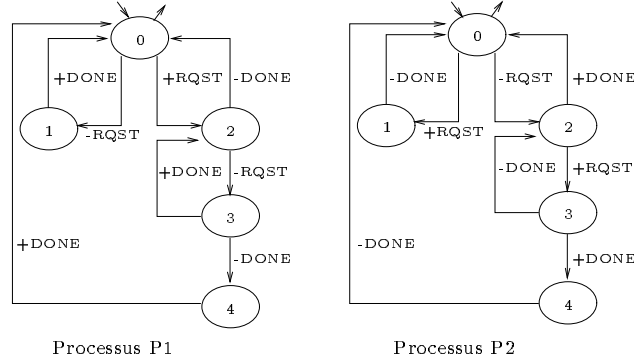 0
0
+DONE
+RQST
-DONE
-DONE
-RQST
+DONE
1
-RQST
2
1
+RQST
2
+DONE
-RQST
-DONE
+RQST
3
3
+DONE
-DONE
-DONE
+DONE
4
4
Processus P1
Processus P2